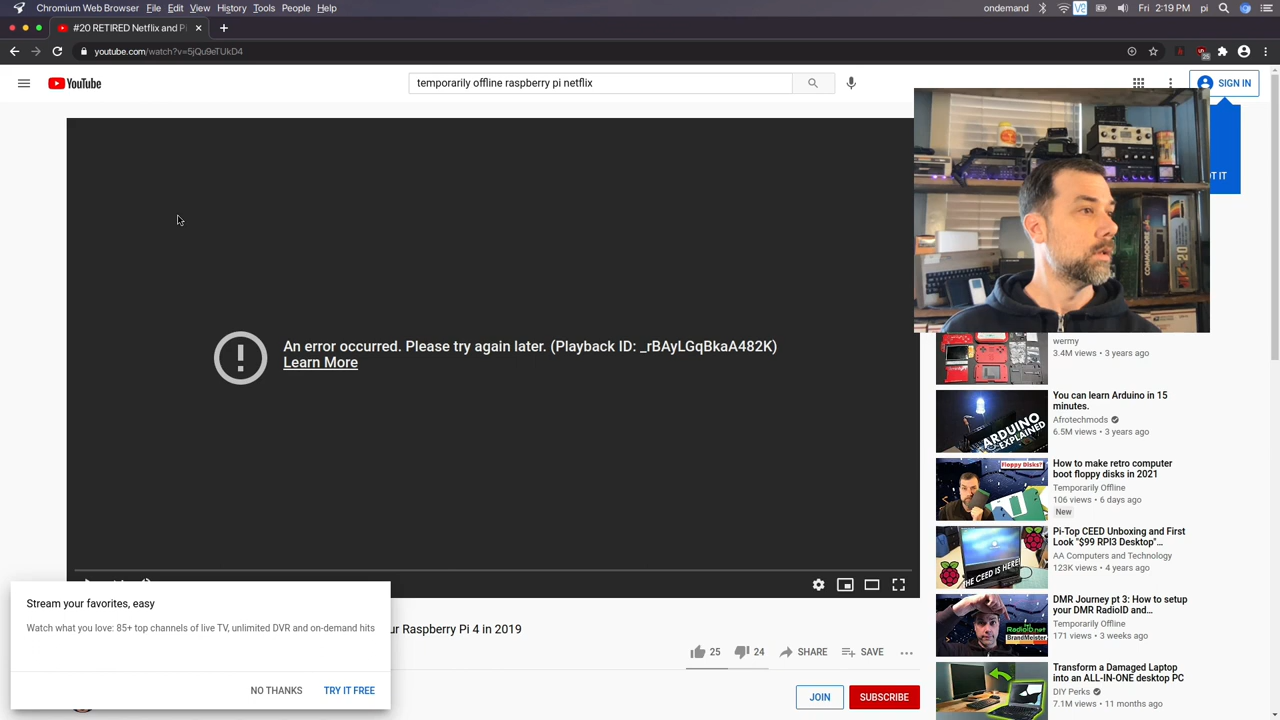 Chromium Web Browser File Edit View History Tools People Help
ondemand Fri 2:19 PM
#20 RETIRED Netflix and Pi
youtube.com/watch?v=5jQu9eTUkD4
25
YouTube
temporarily offline raspberry pi netflix
SIGN IN
OT IT
COMMODORE
An error occurred. Please try again later. (Playback ID: _rBAyLGqBkaA482K)
Learn More
wermy
3.4M views • 3 years ago
ARDUINO
EXPLAINED
You can learn Arduino in 15
minutes.
Afrotechmods
6.5M views • 3 years ago
Floppy Disks?
How to make retro computer
boot floppy disks in 2021
Temporarily Offline
106 views • 6 days ago
New
THE CEED IS HERE!
Pi-Top CEED Unboxing and First
Look "$99 RPI3 Desktop"...
AA Computers and Technology
123K views • 4 years ago
RadioID.net
BrandMeister
DMR Journey pt 3: How to setup
your DMR RadioID and...
Temporarily Offline
171 views • 3 weeks ago
Transform a Damaged Laptop
into an ALL-IN-ONE desktop PC
DIY Perks
7.1M views • 11 months ago
Stream your favorites, easy
Watch what you love: 85+ top channels of live TV, unlimited DVR and on-demand hits
NO THANKS TRY IT FREE
ur Raspberry Pi 4 in 2019
25 24 SHARE SAVE
JOIN SUBSCRIBE